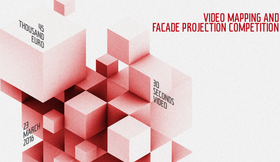 VIDEO MAPPING AND
FACADE PROJECTION COMPETITION
45
THOUSAND
EURO
30
SECONDS
VIDEO
23
MARCH
2016